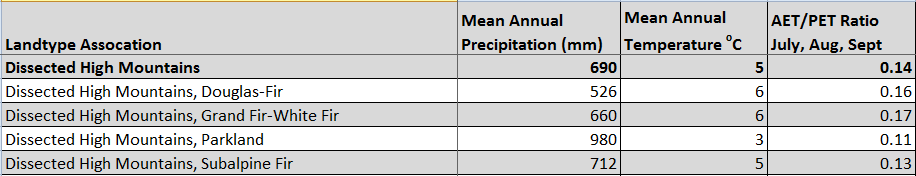 Landtype Assocation Mean Annual Precipitation (mm) Mean Annual Temperature °C AET/PET Ratio July, Aug, Sept
Dissected High Mountains 690 5 0.14
Dissected High Mountains, Douglas-Fir 526 6 0.16
Dissected High Mountains, Grand Fir-White Fir 660 6 0.17
Dissected High Mountains, Parkland 980 3 0.11
Dissected High Mountains, Subalpine Fir 712 5 0.13